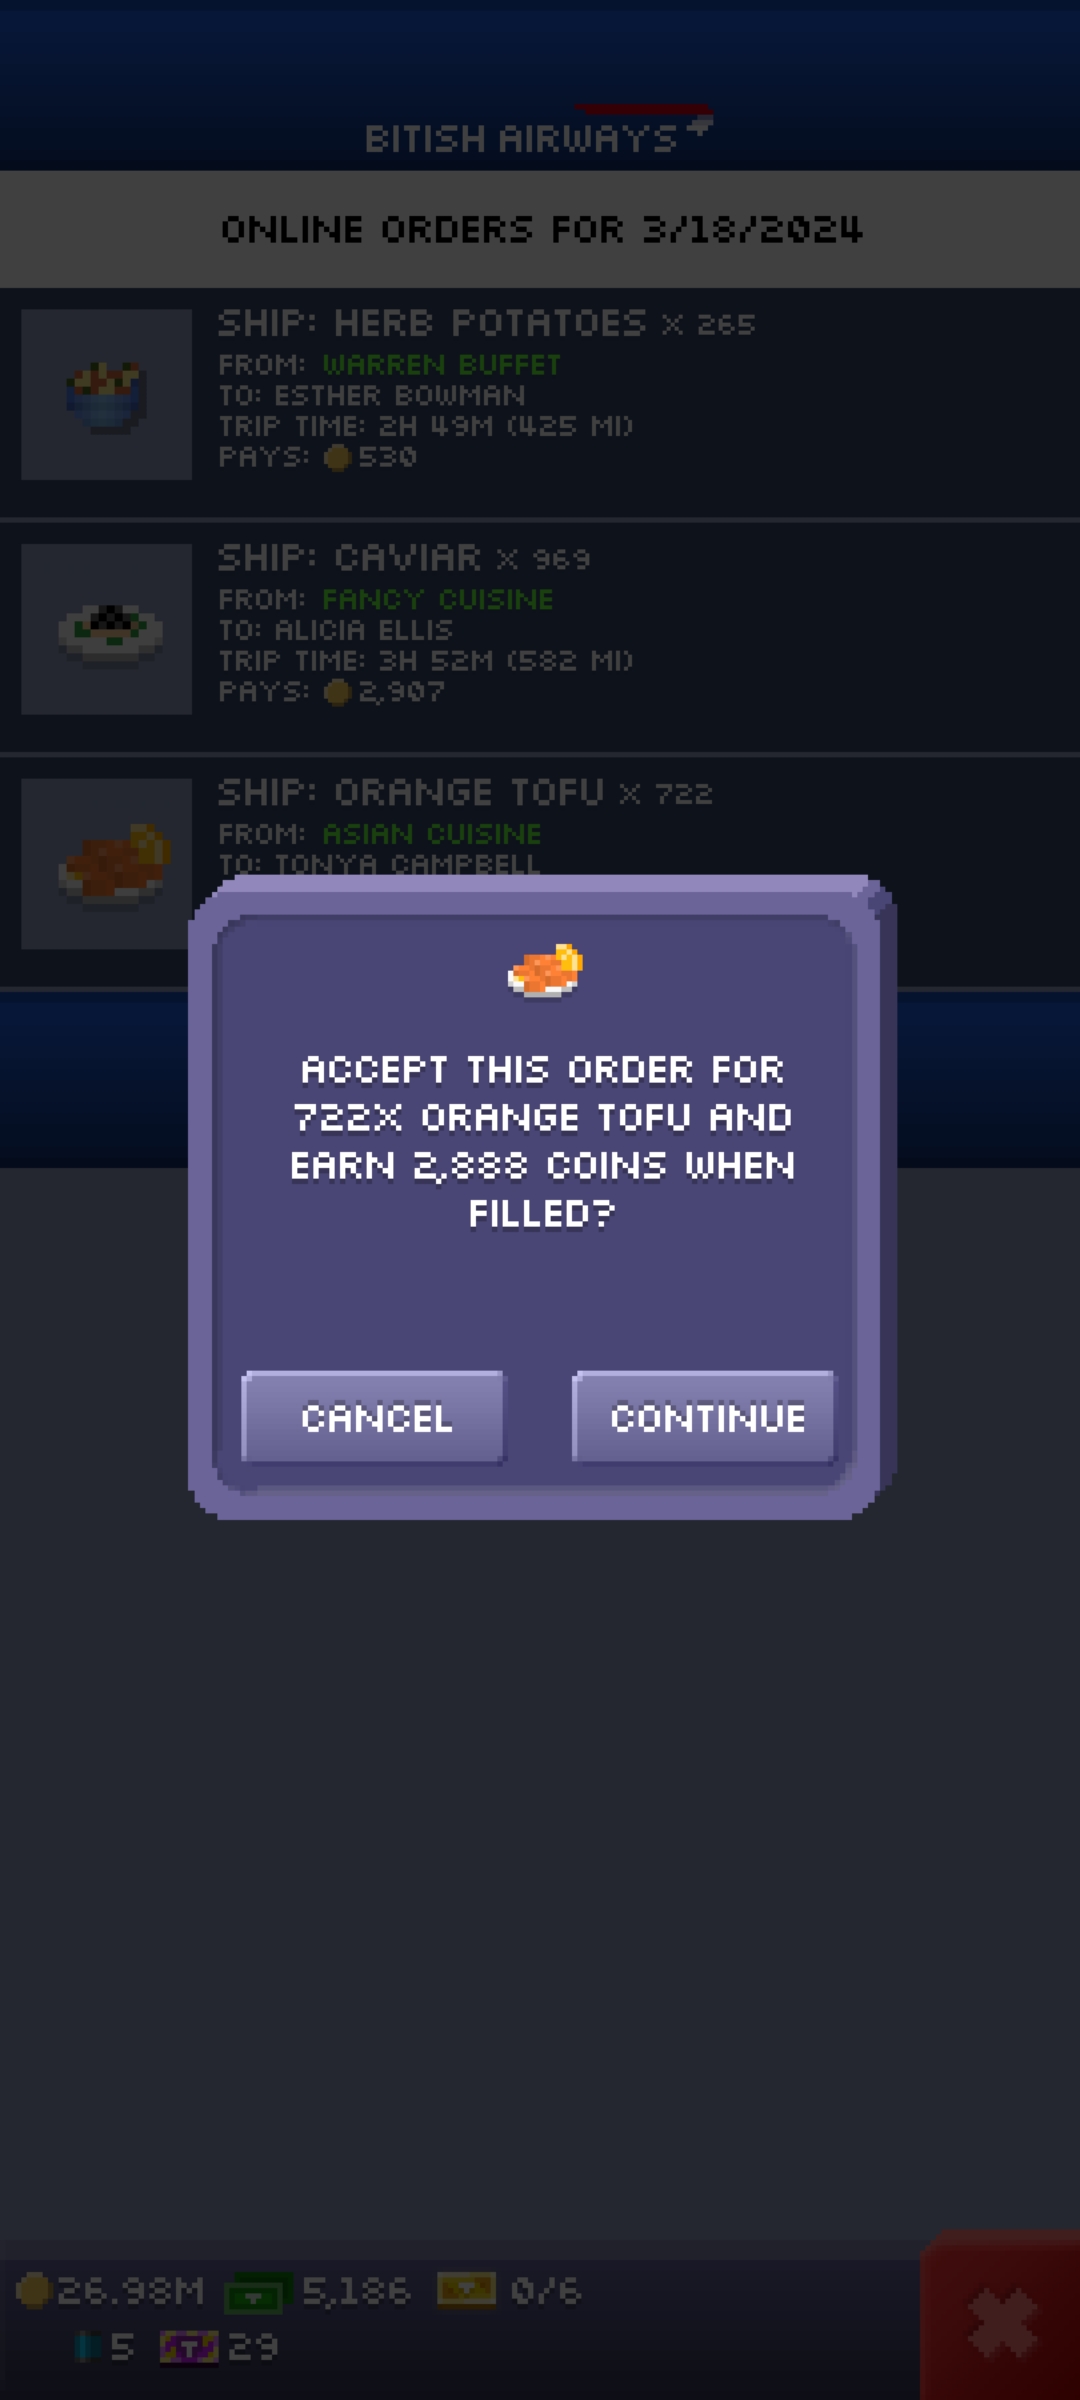 BITISH AIRWAYS
ONLINE ORDERS FOR 3/18/2024
SHIP: HERB POTATOES X 265
FROM: WARREN BUFFET
TO: ESTHER BOWMAN
TRIP TIME: 2H 49M (425 MI)
PAYS: 530
SHIP: CAVIAR X 969
FROM: FANCY CUISINE
TO: ALICIA ELLIS
TRIP TIME: 3H 52M (582 MI)
PAYS: 2,907
SHIP: ORANGE TOFU X 722
FROM: ASIAN CUISINE
TO: TONYA CAMPBELL
ACCEPT THIS ORDER FOR
722X ORANGE TOFU AND
EARN 2,888 COINS WHEN
FILLED?
CANCEL CONTINUE
26.98M 5,186 0/6
5 29